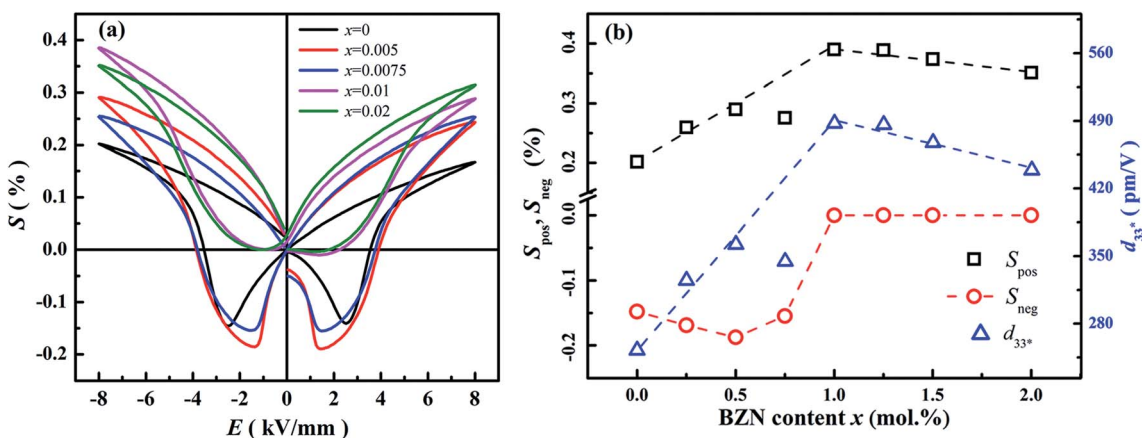 (a)
x=0
x=0.005
x=0.0075
x=0.01
x=0.02
0.4
0.3
0.2
0.1
0.0
-0.1
-0.2
S ( % )
-8 -6 -4 -2 0 2 4 6 8
E ( kV/mm )
(b)
0.4
0.3
0.2
0.0
-0.1
-0.2
Spos, Sneg (%)
560
490
420
350
280
d33* ( pm/V )
Spos
Sneg
d33*
0.0 0.5 1.0 1.5 2.0
BZN content x (mol.%)